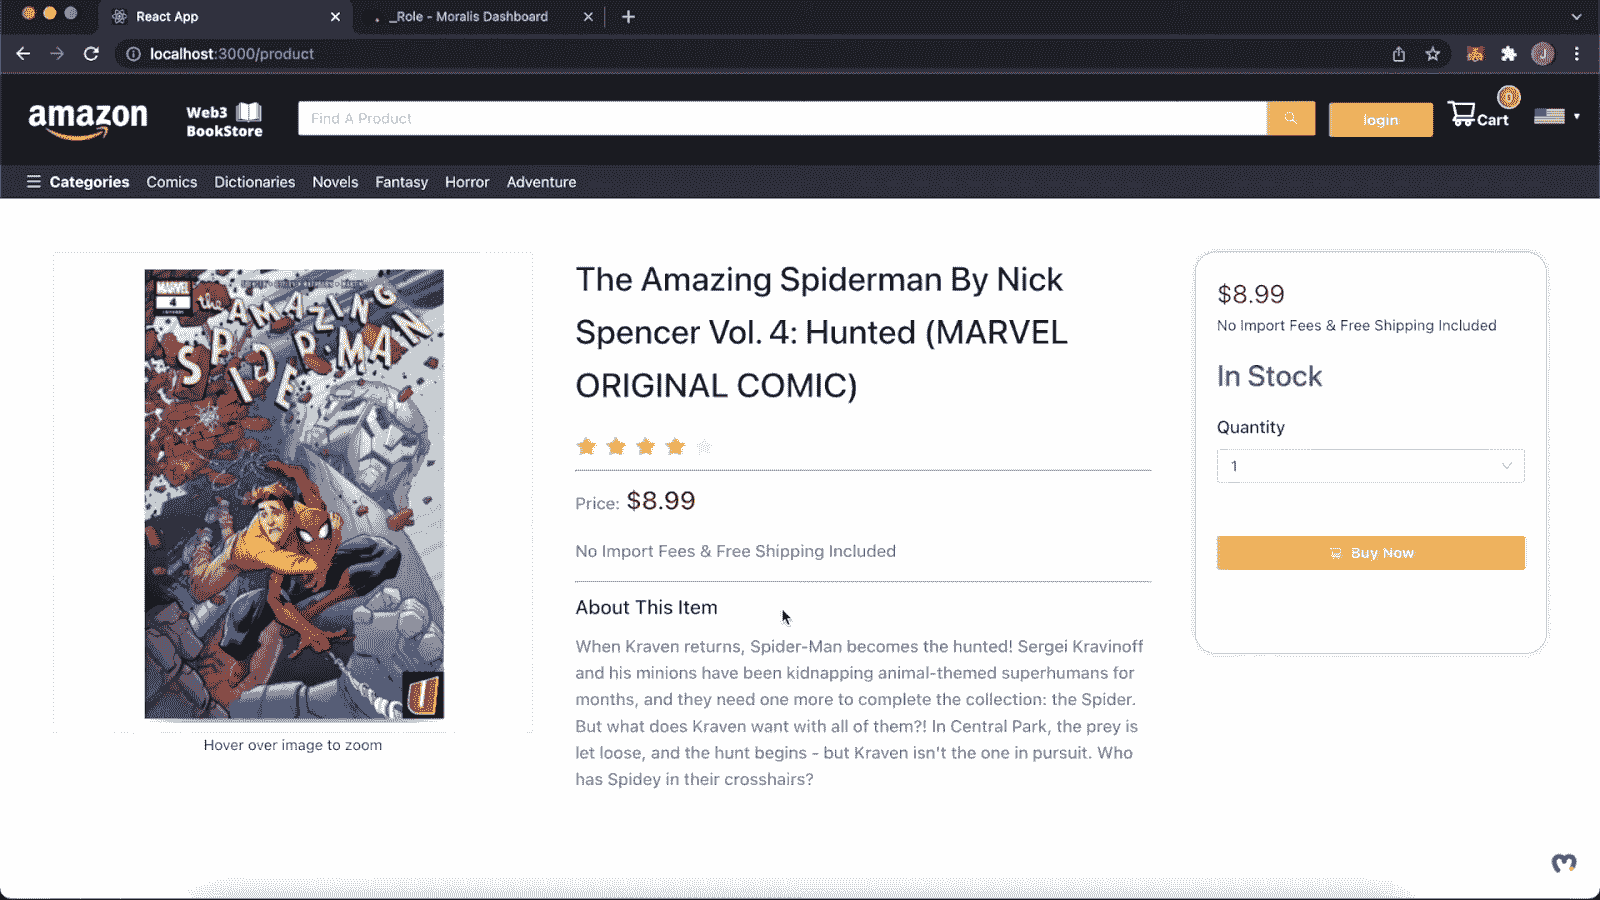 React App
_Role - Moralis Dashboard
localhost:3000/product
J
amazon
Web3
BookStore
Find A Product
login
0
Cart
Categories
Comics
Dictionaries
Novels
Fantasy
Horror
Adventure
MARVEL
4
the AMAZING
SPIDER-MAN
Hover over image to zoom
The Amazing Spiderman By Nick
Spencer Vol. 4: Hunted (MARVEL
ORIGINAL COMIC)
Price: $8.99
No Import Fees & Free Shipping Included
About This Item
When Kraven returns, Spider-Man becomes the hunted! Sergei Kravinoff
and his minions have been kidnapping animal-themed superhumans for
months, and they need one more to complete the collection: the Spider.
But what does Kraven want with all of them?! In Central Park, the prey is
let loose, and the hunt begins - but Kraven isn't the one in pursuit. Who
has Spidey in their crosshairs?
$8.99
No Import Fees & Free Shipping Included
In Stock
Quantity
1
Buy Now